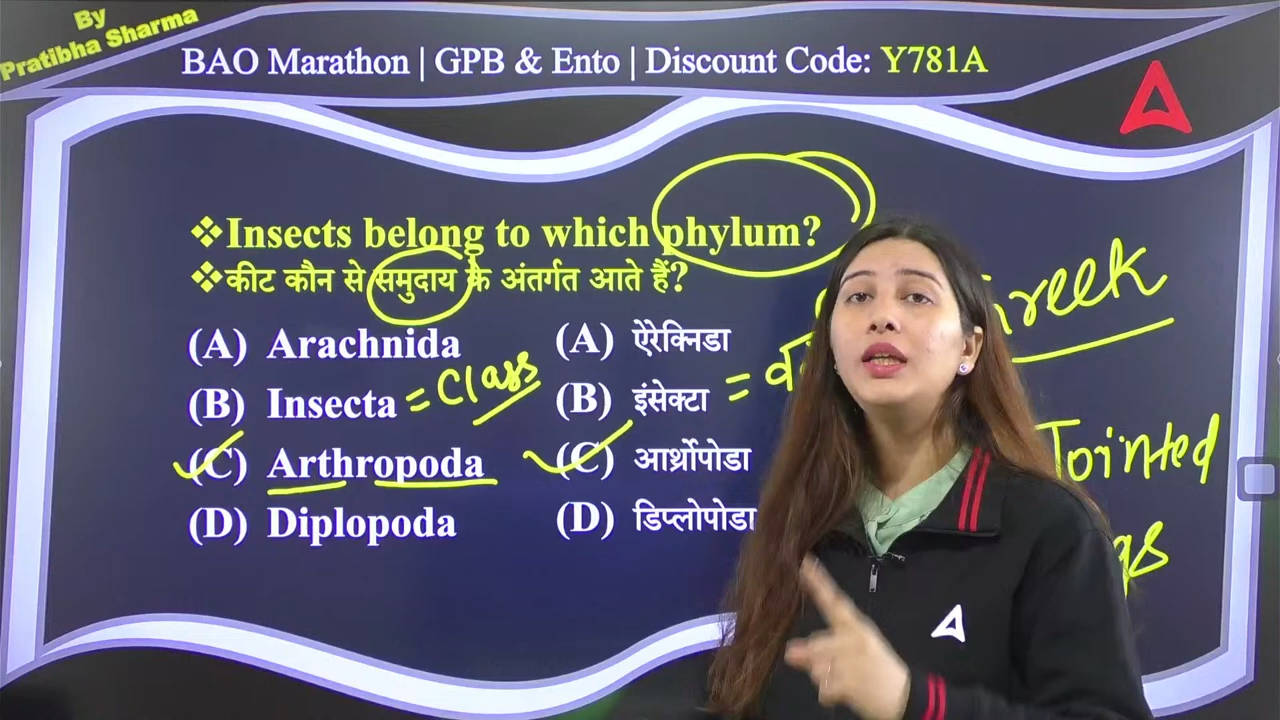 By
Pratibha Sharma
BAO Marathon | GPB & Ento | Discount Code: Y781A
❖Insects belong to which phylum?
❖कीट कौन से समुदाय के अंतर्गत आते हैं?
(A) Arachnida (A) ऐरेक्निडा
(B) Insecta = Class (B) इंसेक्टा =
(C) Arthropoda (C) आर्थ्रोपोडा
(D) Diplopoda (D) डिप्लोपोडा
Jointed